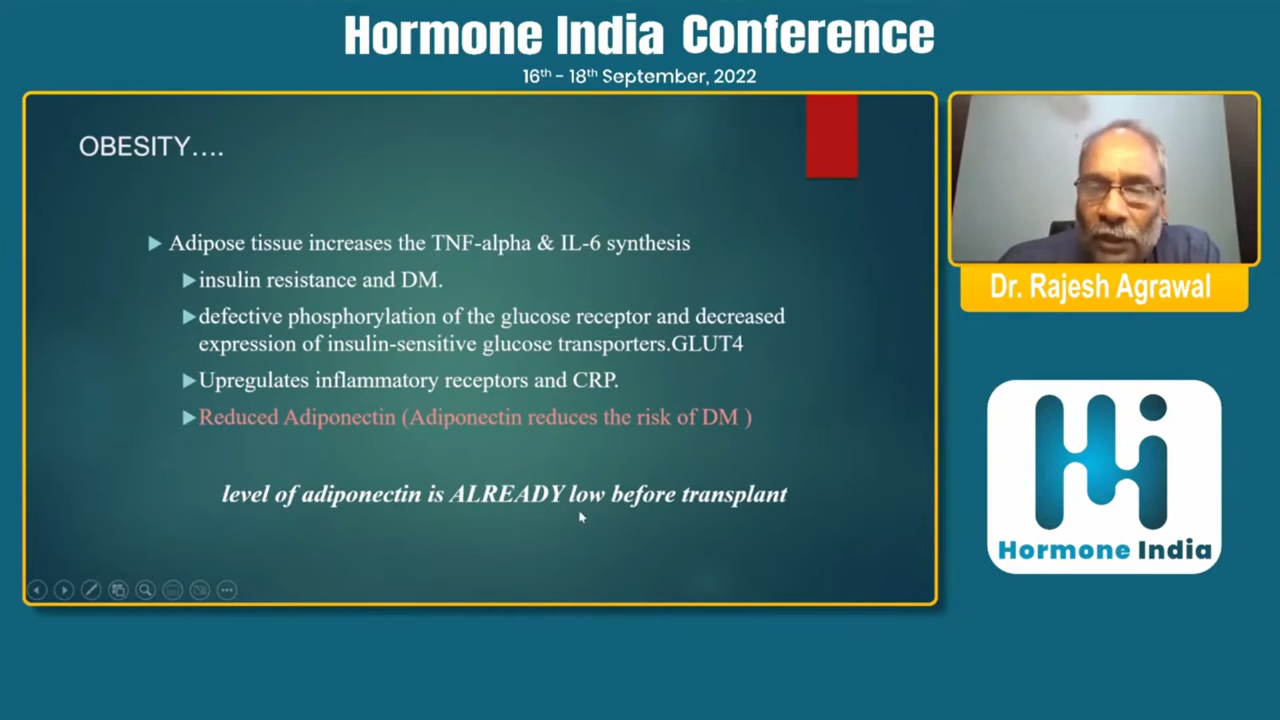 Hormone India Conference
16th - 18th September, 2022
OBESITY....
Adipose tissue increases the TNF-alpha & IL-6 synthesis
insulin resistance and DM.
defective phosphorylation of the glucose receptor and decreased
expression of insulin-sensitive glucose transporters.GLUT4
Upregulates inflammatory receptors and CRP.
Reduced Adiponectin (Adiponectin reduces the risk of DM )
level of adiponectin is ALREADY low before transplant
Dr. Rajesh Agrawal
Hi
Hormone India